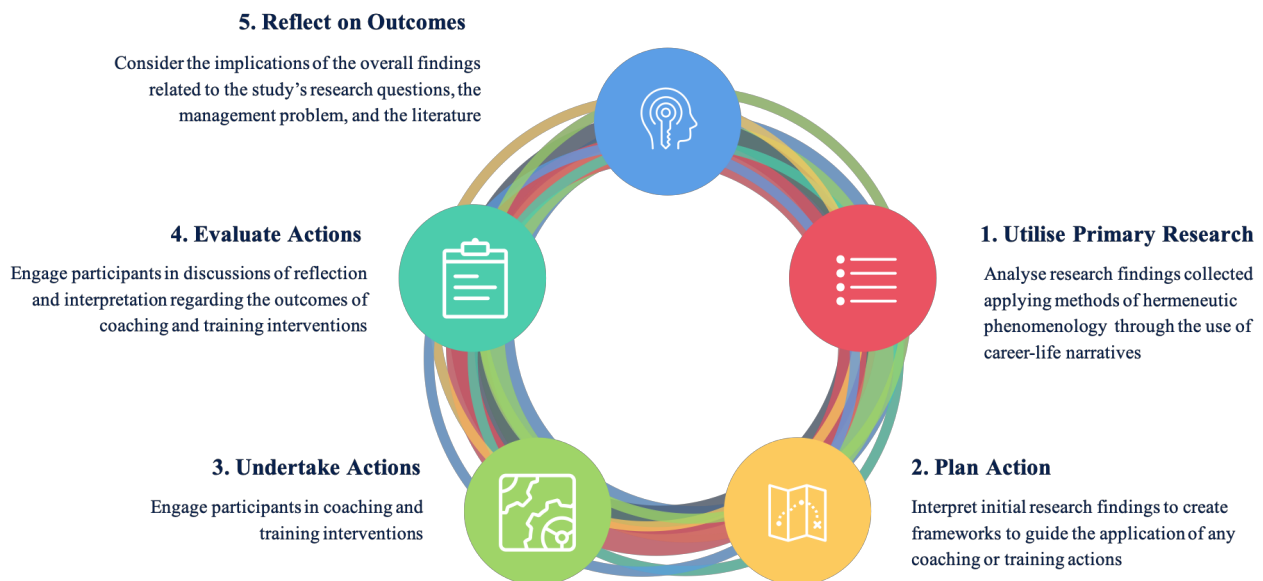 5. Reflect on Outcomes
Consider the implications of the overall findings
related to the study's research questions, the
management problem, and the literature
4. Evaluate Actions
Engage participants in discussions of reflection
and interpretation regarding the outcomes of
coaching and training interventions
1. Utilise Primary Research
Analyse research findings collected
applying methods of hermeneutic
phenomenology through the use of
career-life narratives
3. Undertake Actions
Engage participants in coaching and
training interventions
2. Plan Action
Interpret initial research findings to create
frameworks to guide the application of any
coaching or training actions